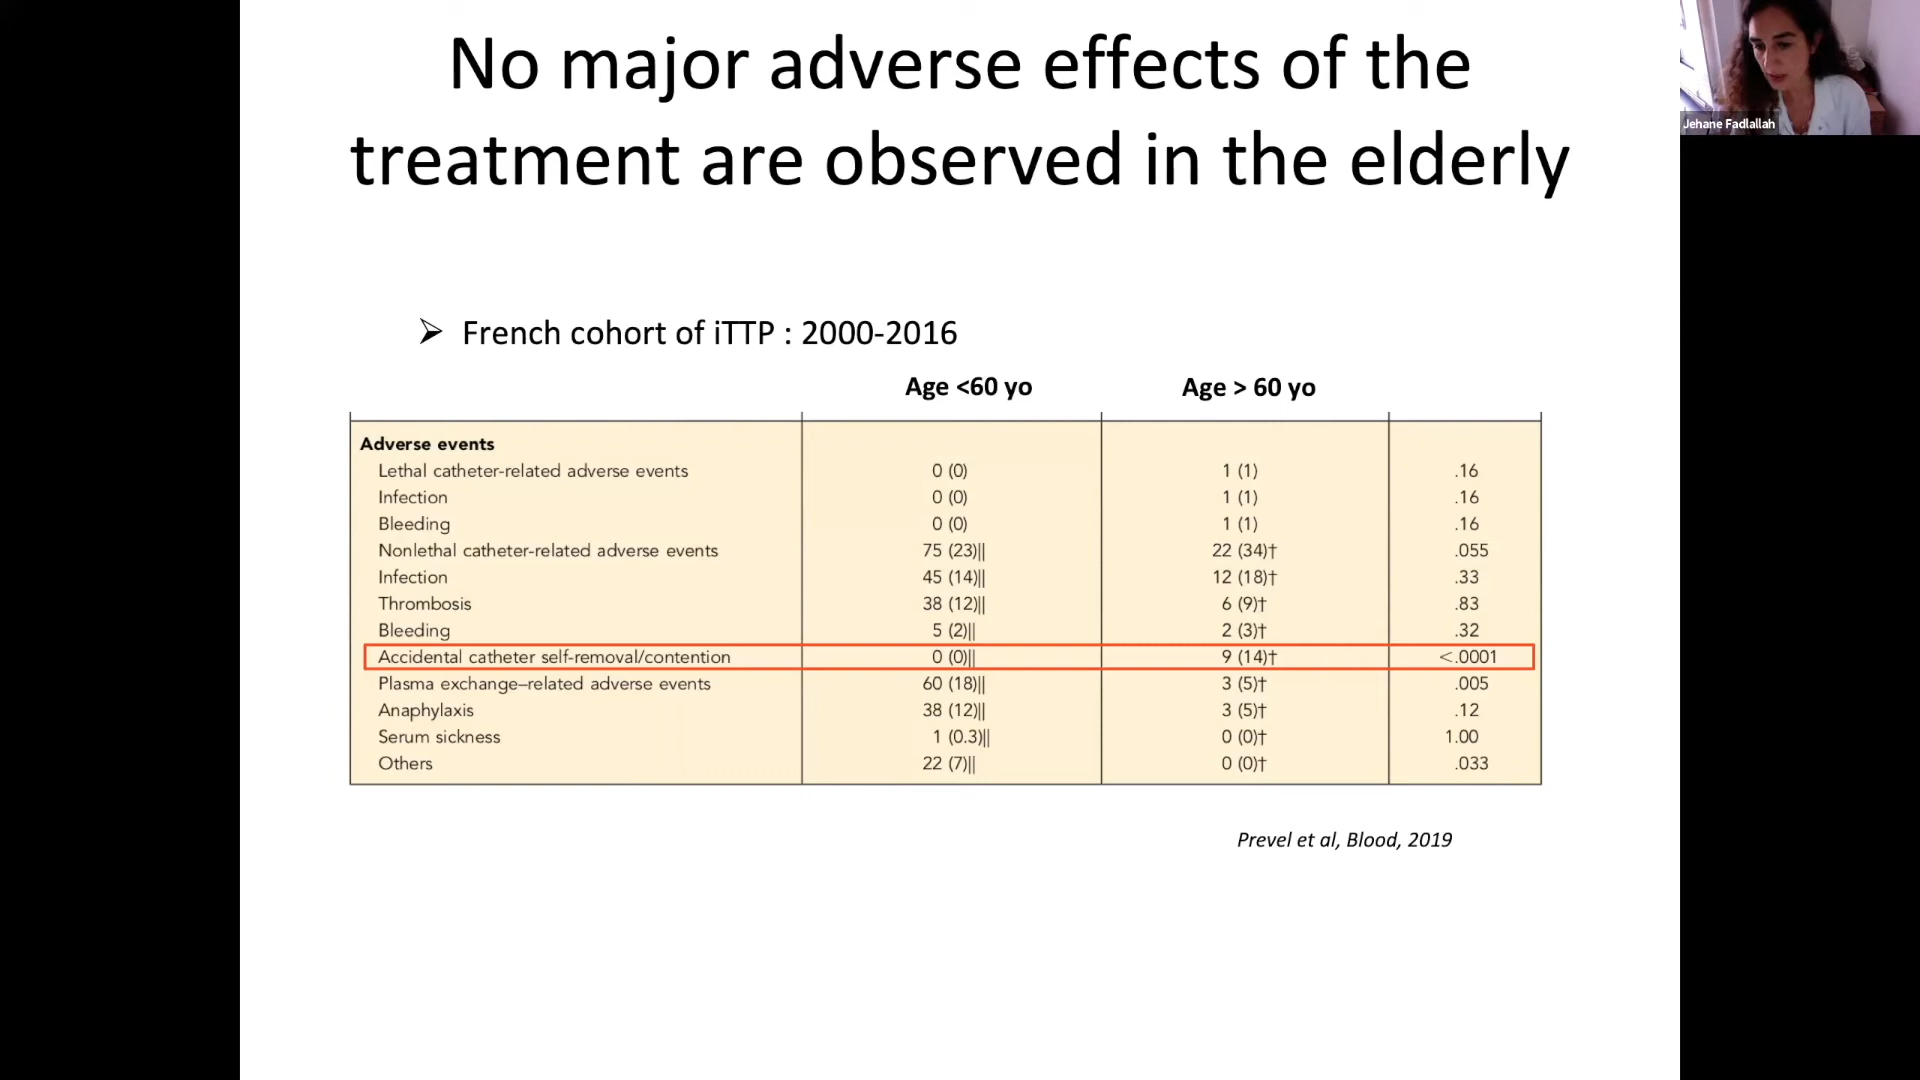 No major adverse effects of the
treatment are observed in the elderly
Jehane Fadlallah
➢ French cohort of iTTP : 2000-2016
Age <60 yo Age > 60 yo
Adverse events
Lethal catheter-related adverse events 0 (0) 1 (1) .16
Infection 0 (0) 1 (1) .16
Bleeding 0 (0) 1 (1) .16
Nonlethal catheter-related adverse events 75 (23)|| 22 (34)† .055
Infection 45 (14)|| 12 (18)† .33
Thrombosis 38 (12)|| 6 (9)† .83
Bleeding 5 (2)|| 2 (3)† .32
Accidental catheter self-removal/contention 0 (0)|| 9 (14)† <.0001
Plasma exchange–related adverse events 60 (18)|| 3 (5)† .005
Anaphylaxis 38 (12)|| 3 (5)† .12
Serum sickness 1 (0.3)|| 0 (0)† 1.00
Others 22 (7)|| 0 (0)† .033
Prevel et al, Blood, 2019